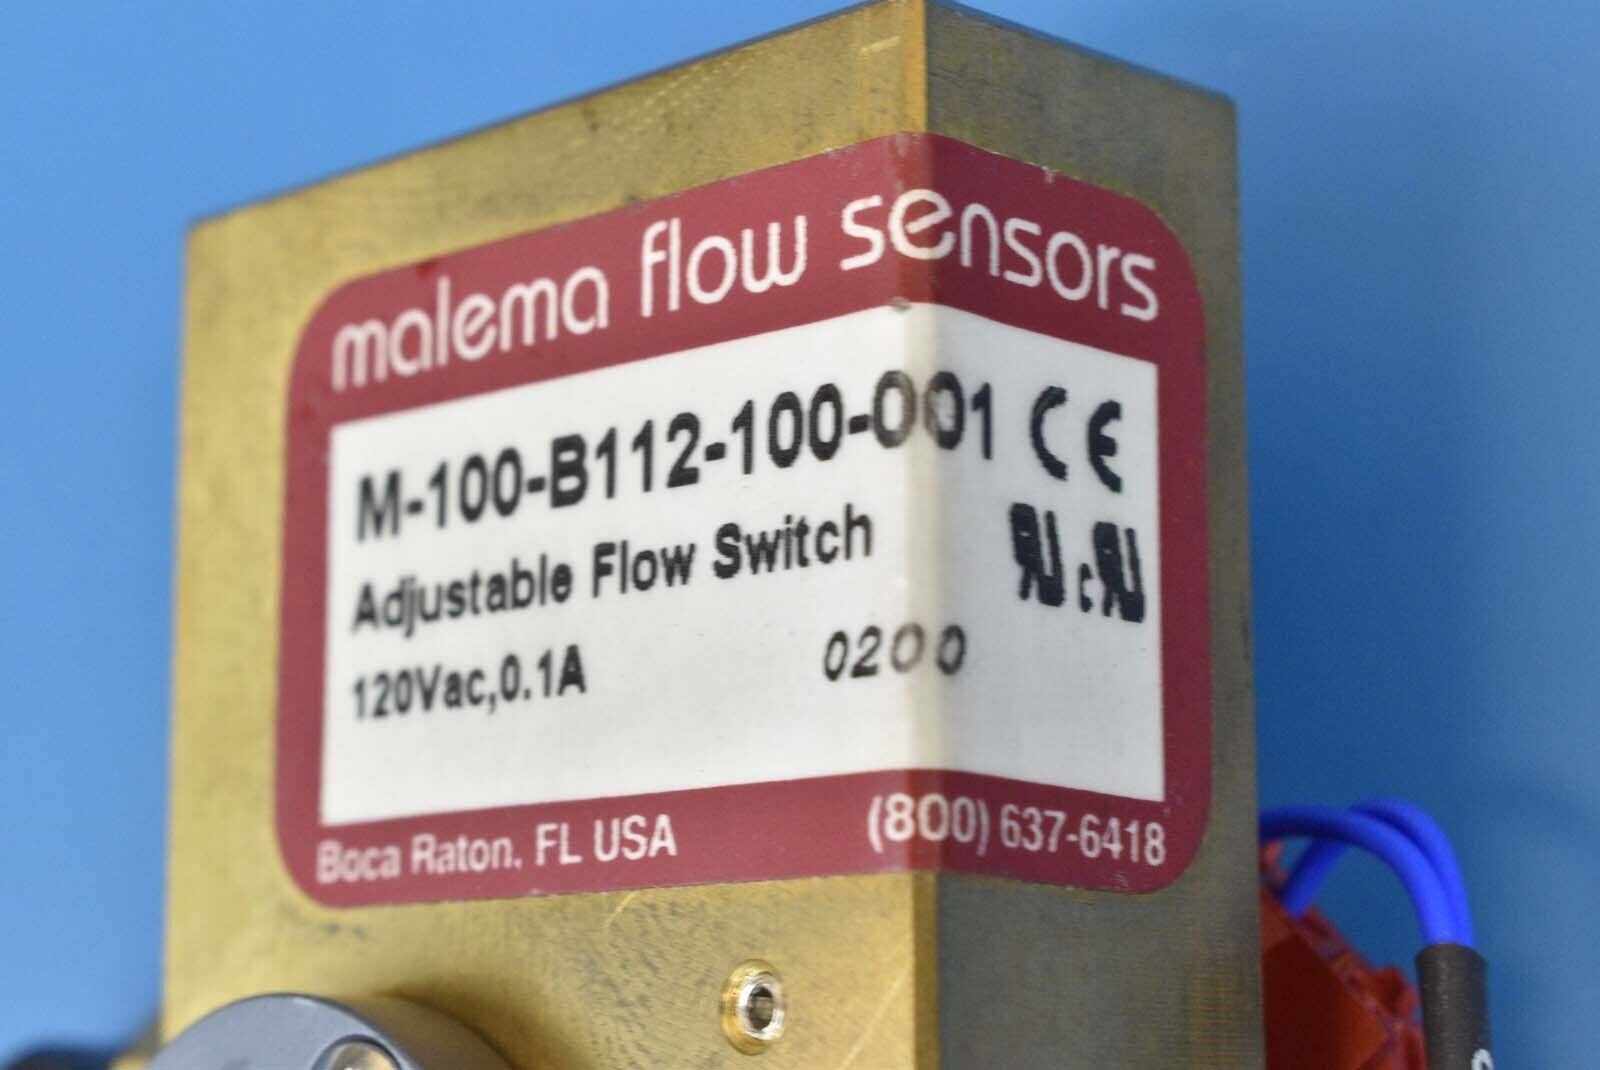 malema flow sensors
M-100-B112-100-001 CE
Adjustable Flow Switch
120Vac,0.1A 0200
Boca Raton, FL USA (800) 637-6418